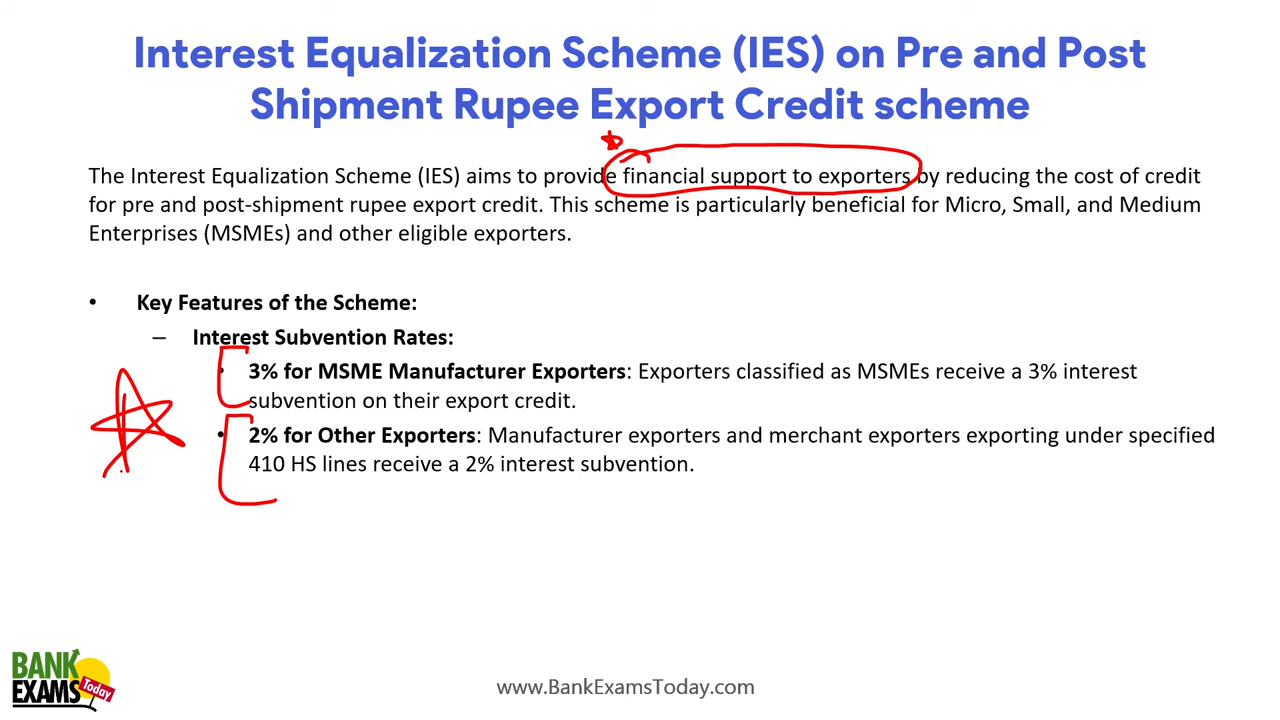 Interest Equalization Scheme (IES) on Pre and Post
Shipment Rupee Export Credit scheme
The Interest Equalization Scheme (IES) aims to provide financial support to exporters by reducing the cost of credit
for pre and post-shipment rupee export credit. This scheme is particularly beneficial for Micro, Small, and Medium
Enterprises (MSMEs) and other eligible exporters.
• Key Features of the Scheme:
– Interest Subvention Rates:
• 3% for MSME Manufacturer Exporters: Exporters classified as MSMEs receive a 3% interest
subvention on their export credit.
• 2% for Other Exporters: Manufacturer exporters and merchant exporters exporting under specified
410 HS lines receive a 2% interest subvention.
BANK
EXAMS Today
www.BankExamsToday.com